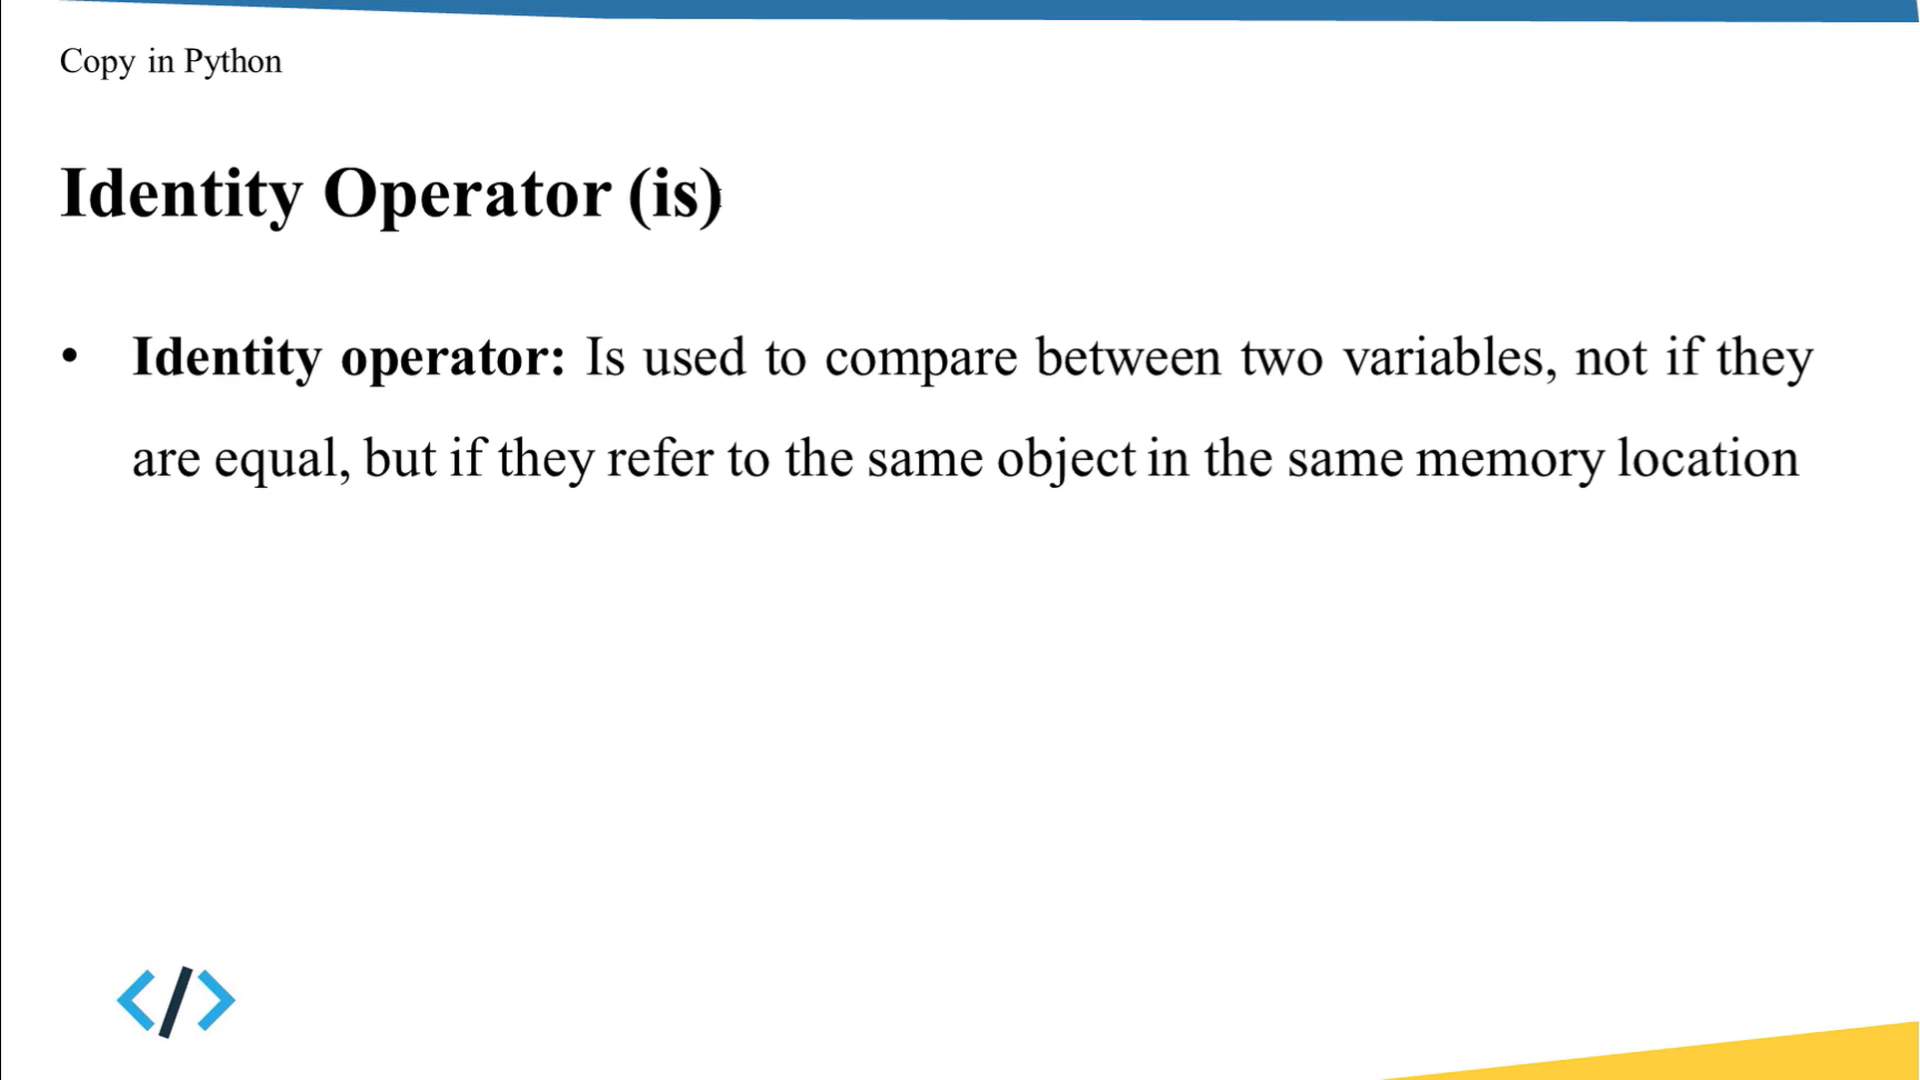 Copy in Python
Identity Operator (is)
• Identity operator: Is used to compare between two variables, not if they
are equal, but if they refer to the same object in the same memory location